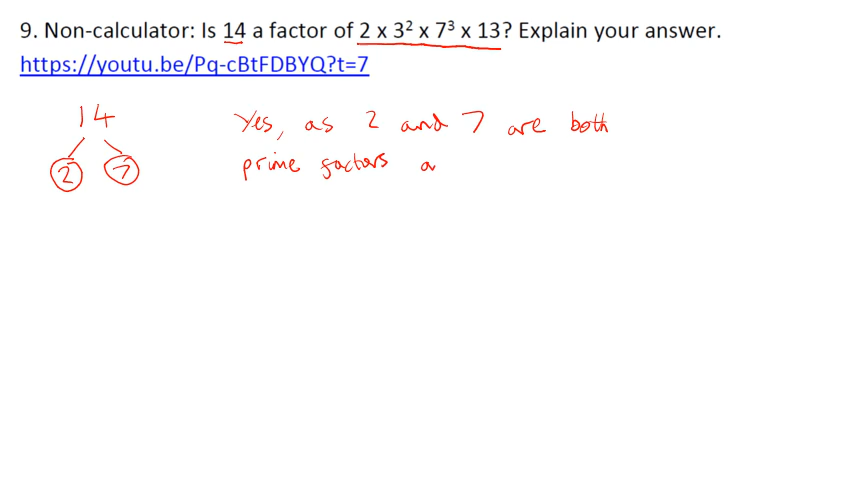 9. Non-calculator: Is 14 a factor of 2 x 3² x 7³ x 13? Explain your answer.
https://youtu.be/Pq-cBtFDBYQ?t=7
14
2 7
Yes, as 2 and 7 are both
prime factors a